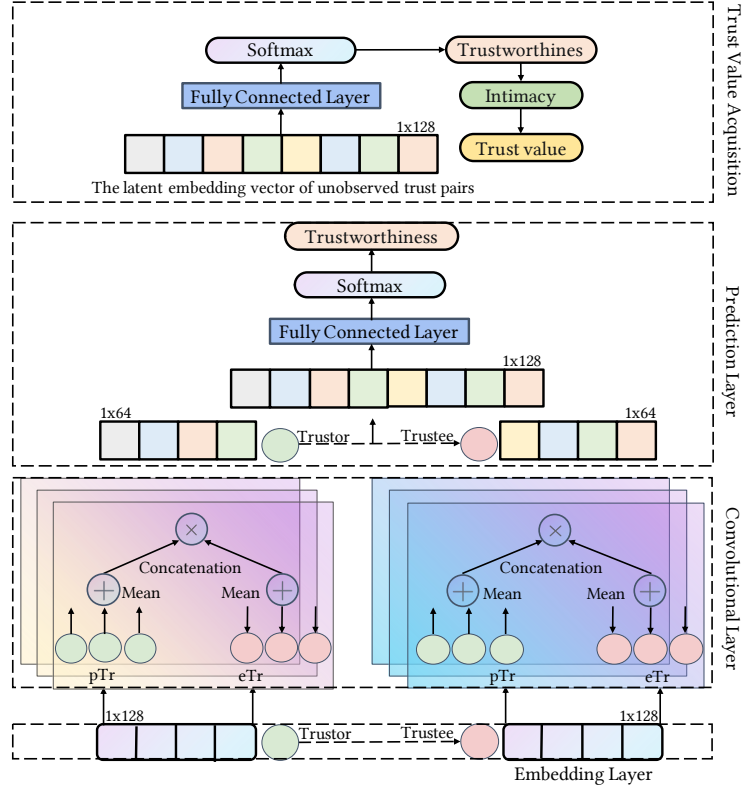 Softmax
Trustworthines
Fully Connected Layer
Intimacy
1x128
Trust value
The latent embedding vector of unobserved trust pairs
Trust Value Acquisition
Trustworthiness
Softmax
Fully Connected Layer
1x128
1x64
Trustor
Trustee
1x64
Prediction Layer
×
Concatenation
+
Mean
Mean
+
pTr
eTr
×
Concatenation
+
Mean
Mean
+
pTr
eTr
Convolutional Layer
1x128
Trustor
Trustee
1x128
Embedding Layer